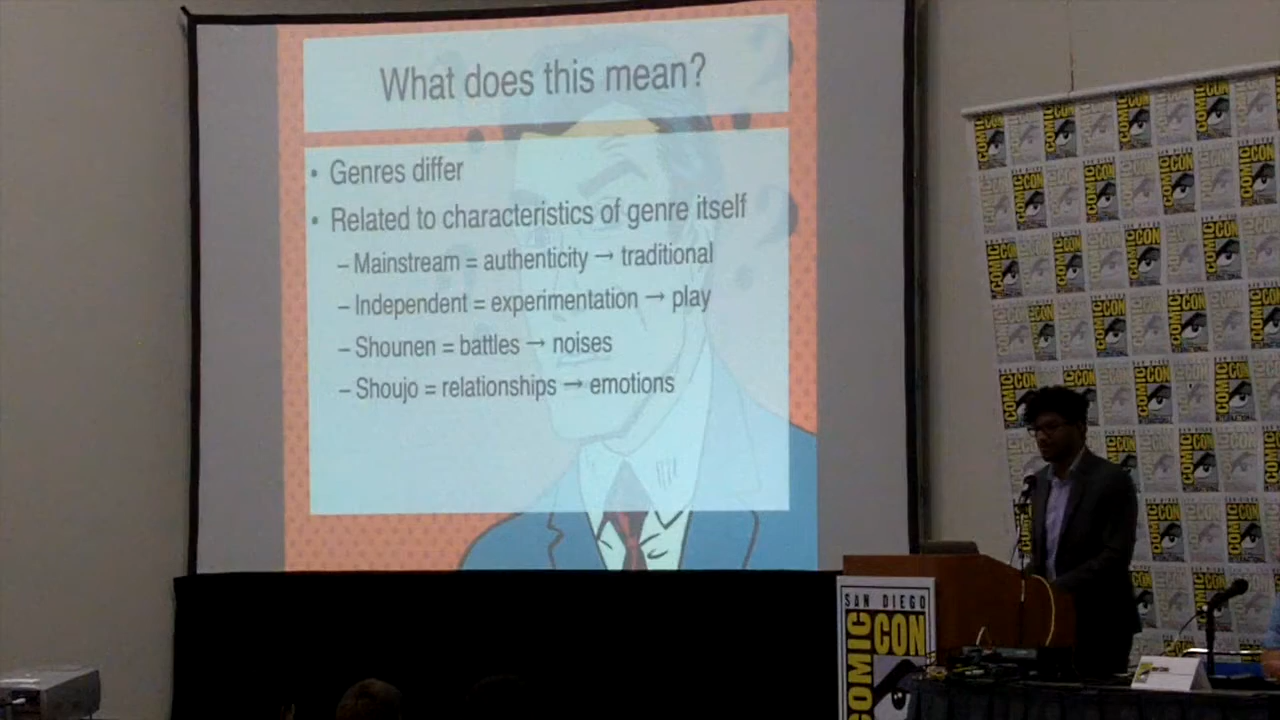 What does this mean?
• Genres differ
• Related to characteristics of genre itself
– Mainstream = authenticity → traditional
– Independent = experimentation → play
– Shounen = battles → noises
– Shoujo = relationships → emotions
SAN DIEGO
COMIC CON